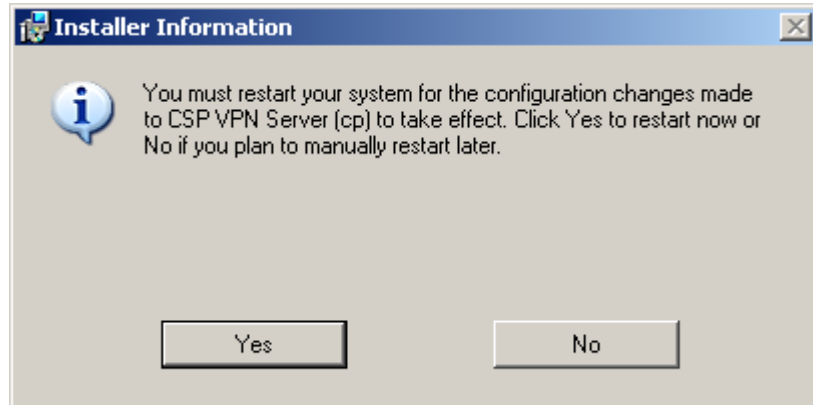 Installer Information
You must restart your system for the configuration changes made
to CSP VPN Server (cp) to take effect. Click Yes to restart now or
No if you plan to manually restart later.
Yes
No